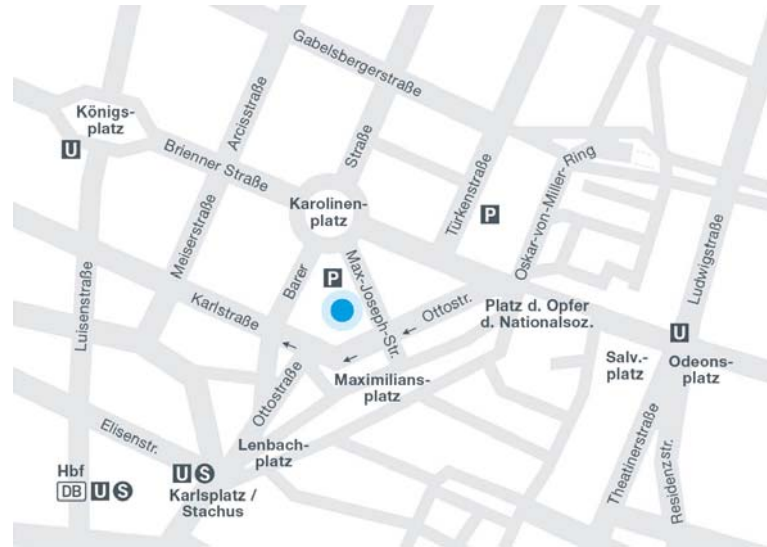 Gabelsbergerstraße
Königs-
platz
U
Arcisstraße
Straße
Brienner Straße
Karolinen-
platz
Türkenstraße
P
Oskar-von-Miller-Ring
Ludwigstraße
Meiserstraße
Luisenstraße
Karlstraße
Barer
P
Max-Joseph-Str.
Ottostr.
Platz d. Opfer
d. Nationalsoz.
U
Salv.-
platz
Odeons-
platz
Maximilians-
platz
Ottostraße
Lenbach-
platz
Elisenstr.
Hbf
DB U S
U S
Karlsplatz /
Stachus
Theatinerstraße
Residenzstr.